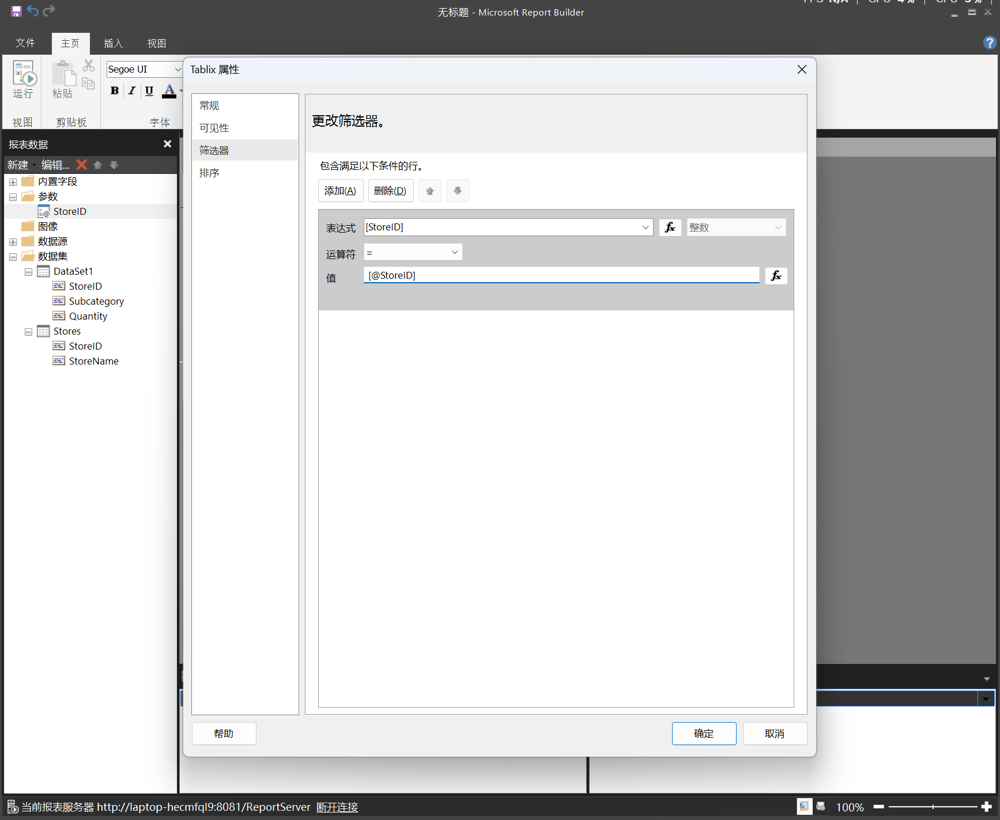 无标题 - Microsoft Report Builder
文件 主页 插入 视图
运行
粘贴
Segoe UI
B I U A
视图 剪贴板 字体
报表数据
新建 编辑...
内置字段
参数
StoreID
图像
数据源
数据集
DataSet1
StoreID
Subcategory
Quantity
Stores
StoreID
StoreName
Tablix 属性
常规
可见性
筛选器
排序
更改筛选器。
包含满足以下条件的行。
添加(A) 删除(D)
表达式 [StoreID] fx 整数
运算符 =
值 [@StoreID] fx
帮助 确定 取消
当前报表服务器 http://laptop-hecmfql9:8081/ReportServer 断开连接
100%